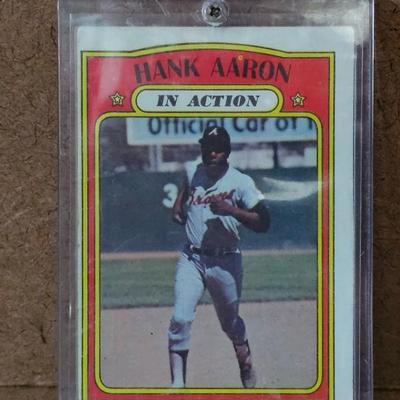 HANK AARON
IN ACTION
Official Car of
A
Braves
3